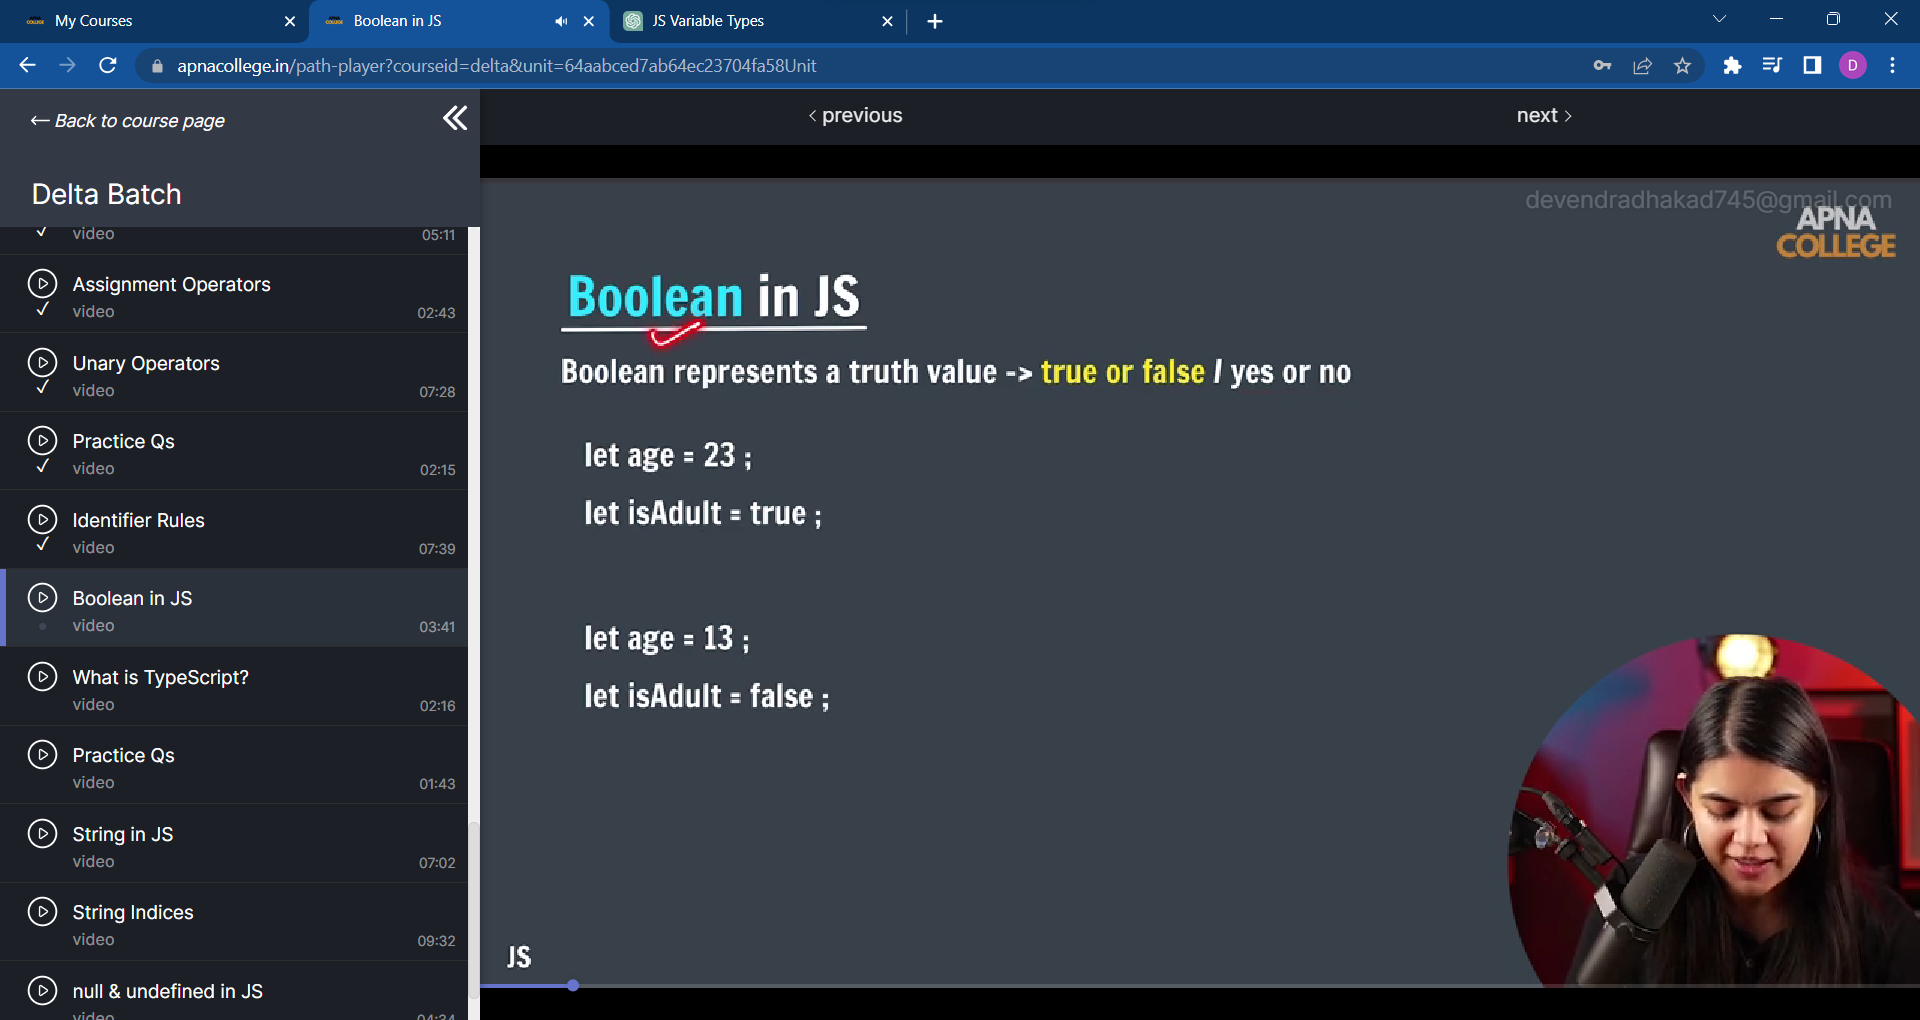 My Courses
Boolean in JS
JS Variable Types
apnacollege.in/path-player?courseid=delta&unit=64aabced7ab64ec23704fa58Unit
D
← Back to course page
‹ previous
next ›
Delta Batch
video
05:11
Assignment Operators
video
02:43
Unary Operators
video
07:28
Practice Qs
video
02:15
Identifier Rules
video
07:39
Boolean in JS
video
03:41
What is TypeScript?
video
02:16
Practice Qs
video
01:43
String in JS
video
07:02
String Indices
video
09:32
null & undefined in JS
video
04:34
devendradhakad745@gmail.com
APNA
COLLEGE
Boolean in JS
Boolean represents a truth value -> true or false / yes or no
let age = 23 ;
let isAdult = true ;
let age = 13 ;
let isAdult = false ;
JS